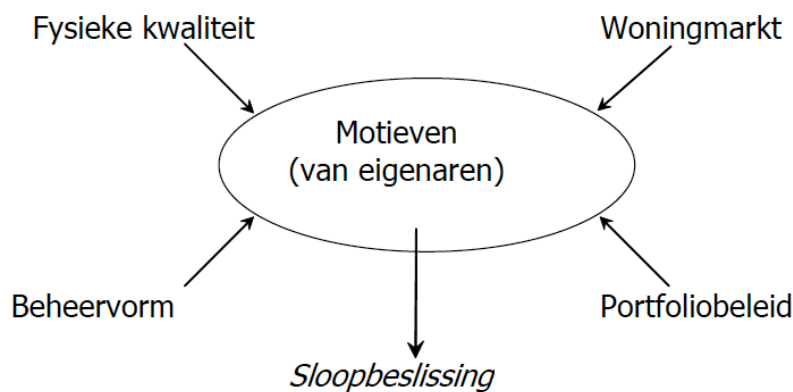 Fysieke kwaliteit
Woningmarkt
Motieven
(van eigenaren)
Beheervorm
Portfoliobeleid
Sloopbeslissing